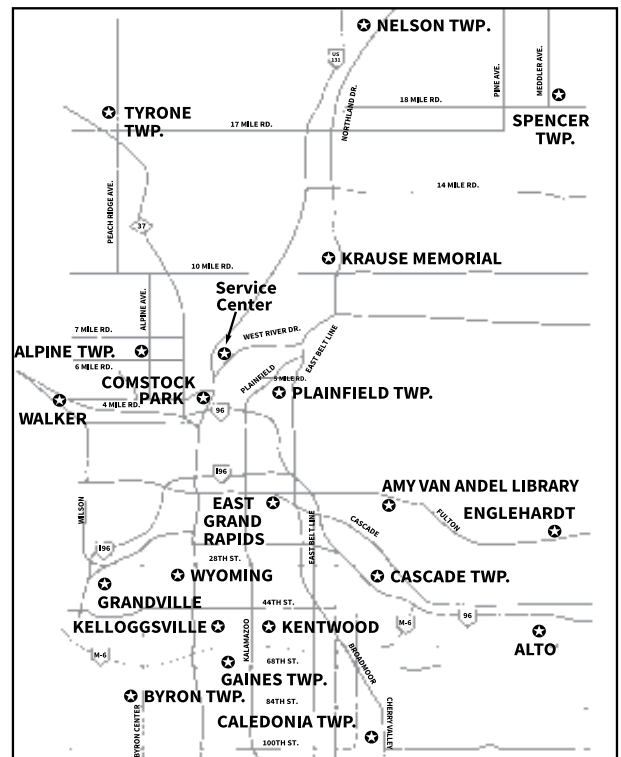 NELSON TWP.
US
131
PINE AVE.
MEDDLER AVE.
18 MILE RD.
NORTHLAND DR.
TYRONE
TWP.
17 MILE RD.
SPENCER
TWP.
14 MILE RD.
PEACH RIDGE AVE.
37
KRAUSE MEMORIAL
10 MILE RD.
Service
Center
ALPINE AVE.
7 MILE RD.
WEST RIVER DR.
EAST BELT LINE
ALPINE TWP.
6 MILE RD.
PLAINFIELD
5 MILE RD.
COMSTOCK
PARK
PLAINFIELD TWP.
4 MILE RD.
96
WALKER
I96
AMY VAN ANDEL LIBRARY
WILSON
EAST
GRAND
RAPIDS
EAST BELT LINE
CASCADE
FULTON
ENGLEHARDT
I96
28TH ST.
WYOMING
CASCADE TWP.
GRANDVILLE
44TH ST.
96
KELLOGGSVILLE
KENTWOOD
M-6
ALTO
M-6
KALAMAZOO
68TH ST.
BROADMOOR
GAINES TWP.
BYRON TWP.
84TH ST.
CHERRY VALLEY
CALEDONIA TWP.
BYRON CENTER
100TH ST.